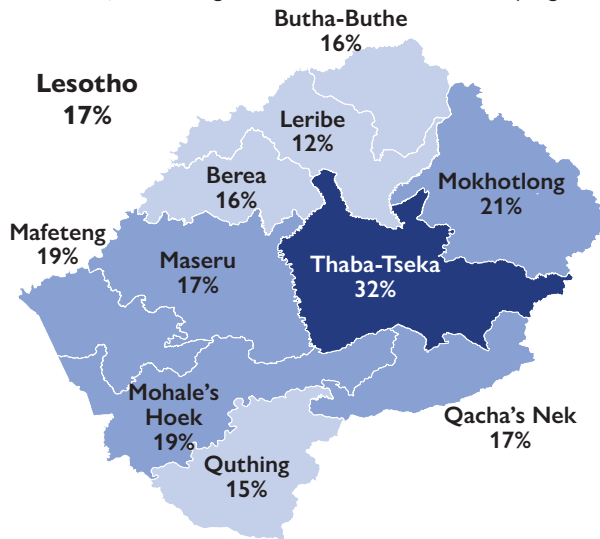 Butha-Buthe
16%
Lesotho
17%
Leribe
12%
Berea
16%
Mokhotlong
21%
Mafeteng
19%
Maseru
17%
Thaba-Tseka
32%
Mohale's
Hoek
19%
Qacha's Nek
17%
Quthing
15%